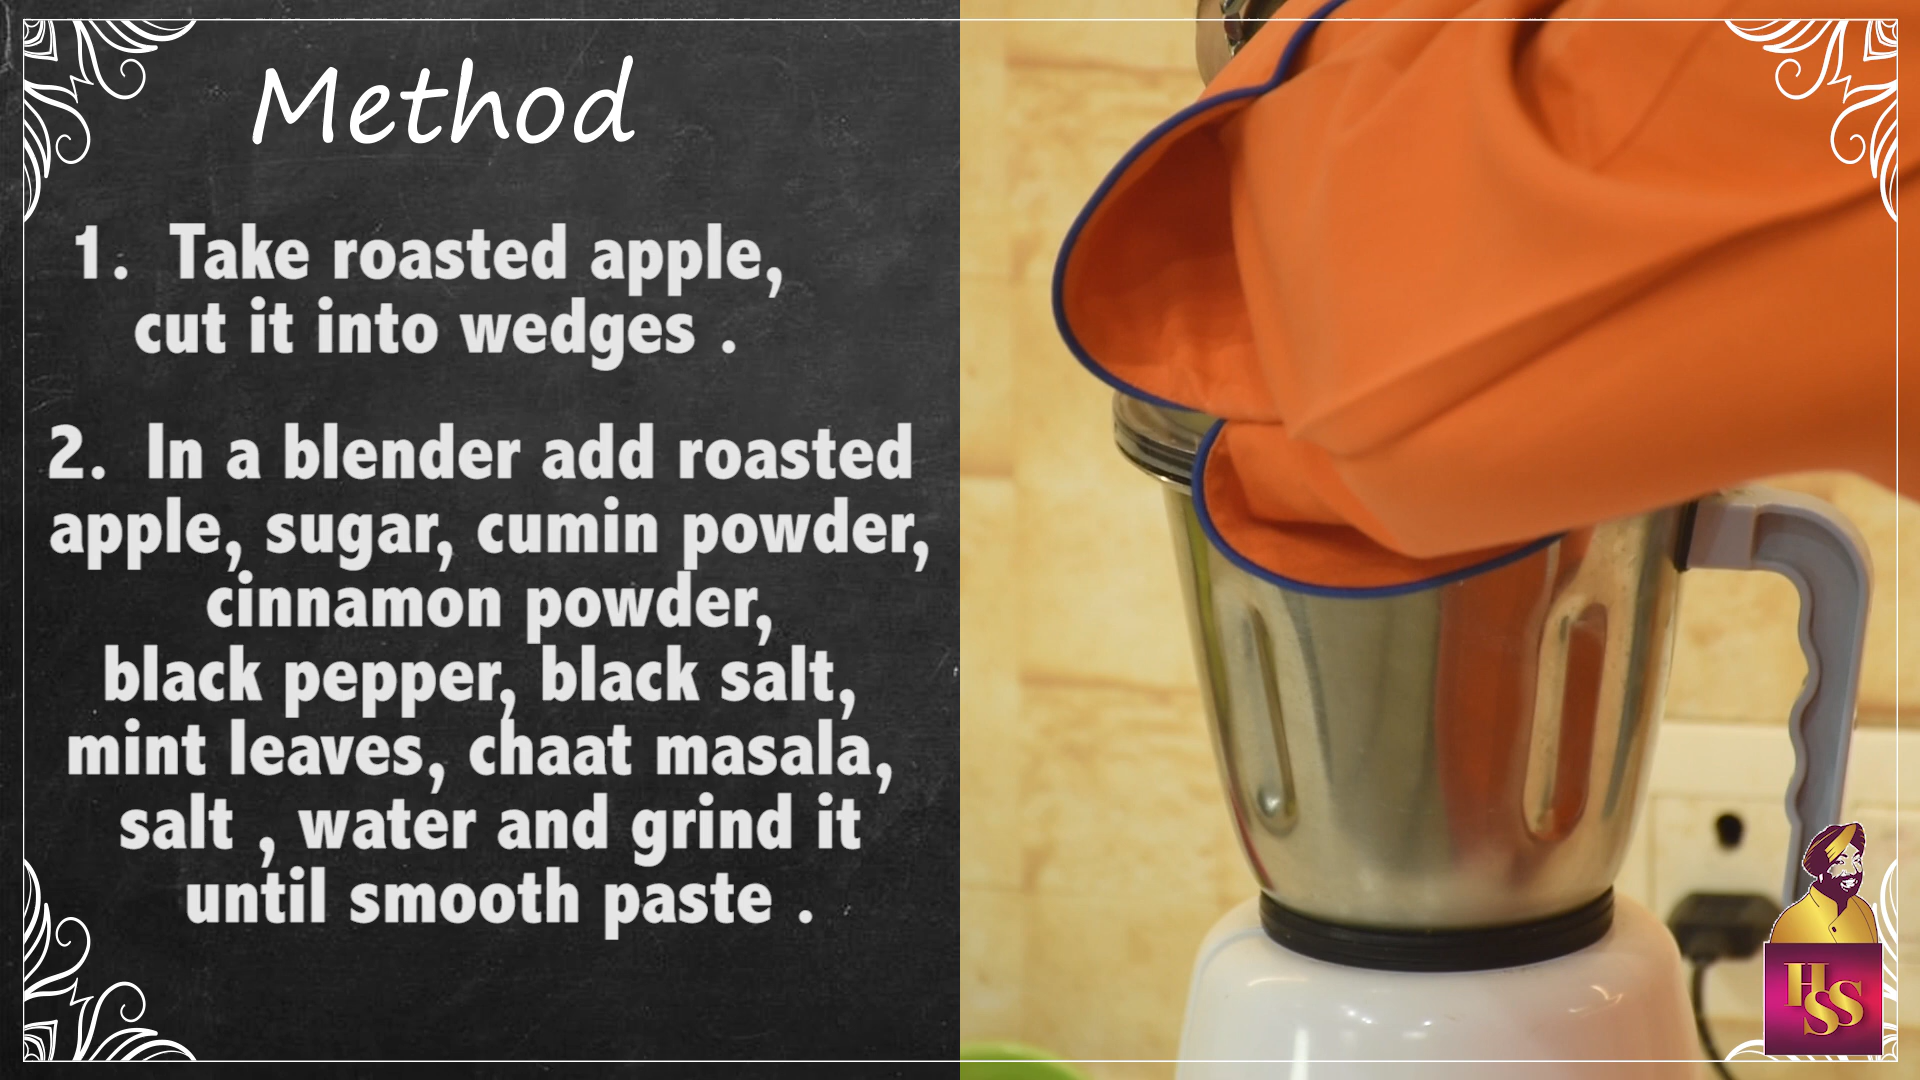 Method
1. Take roasted apple,
cut it into wedges .
2. In a blender add roasted
apple, sugar, cumin powder,
cinnamon powder,
black pepper, black salt,
mint leaves, chaat masala,
salt , water and grind it
until smooth paste .
HSS